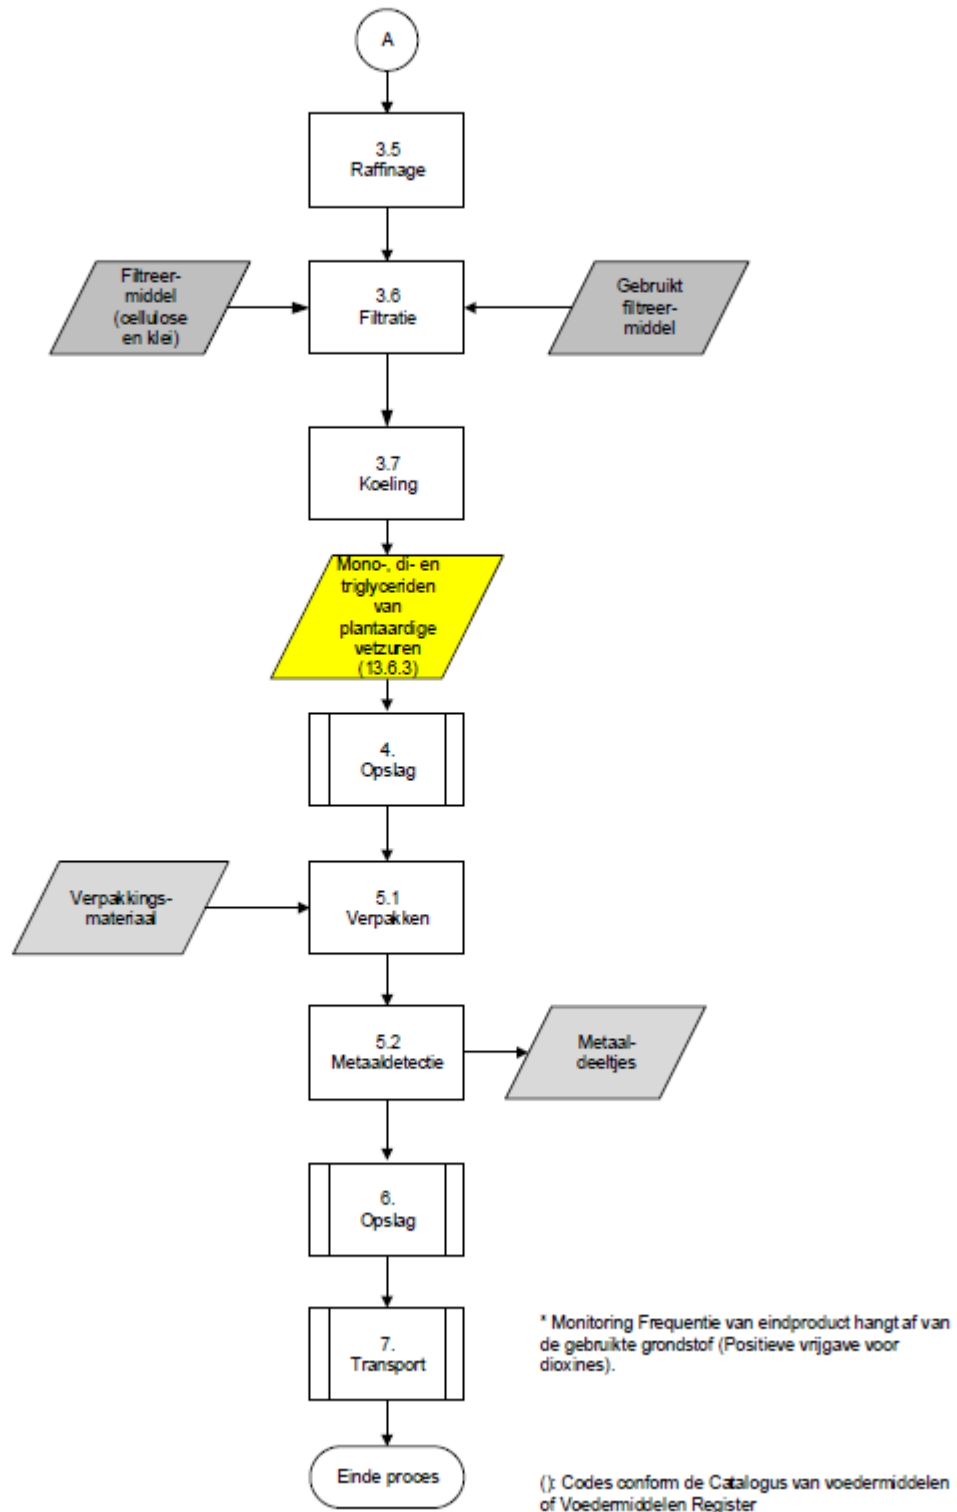 A
3.5
Raffinage
Filtreer-
middel
(cellulose
en klei)
3.6
Filtratie
Gebruikt
filtreer-
middel
3.7
Koeling
Mono-, di- en
triglyceriden
van
plantaardige
vetzuren
(13.6.3)
4.
Opslag
Verpakkings-
materiaal
5.1
Verpakken
5.2
Metaaldetectie
Metaal-
deeltjes
6.
Opslag
7.
Transport
* Monitoring Frequentie van eindproduct hangt af van
de gebruikte grondstof (Positieve vrijgave voor
dioxines).
Einde proces
(): Codes conform de Catalogus van voedermiddelen
of Voedermiddelen Register